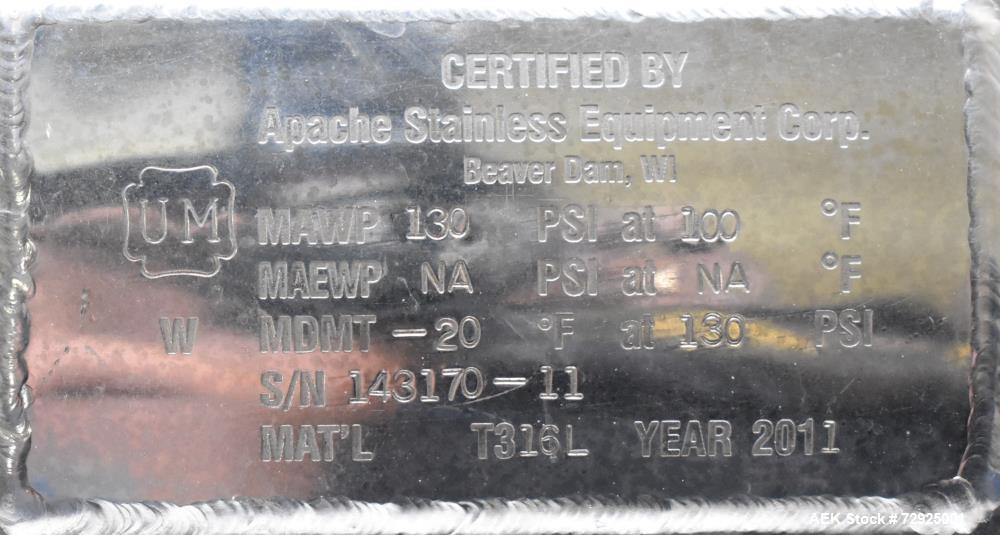 CERTIFIED BY
Apache Stainless Equipment Corp.
Beaver Dam, WI
UM
MAWP 130 PSI at 100 °F
MAEWP NA PSI at NA °F
W MDMT -20 °F at 130 PSI
S/N 143170-11
MAT'L T316L YEAR 2011
AEK Stock # 72925001